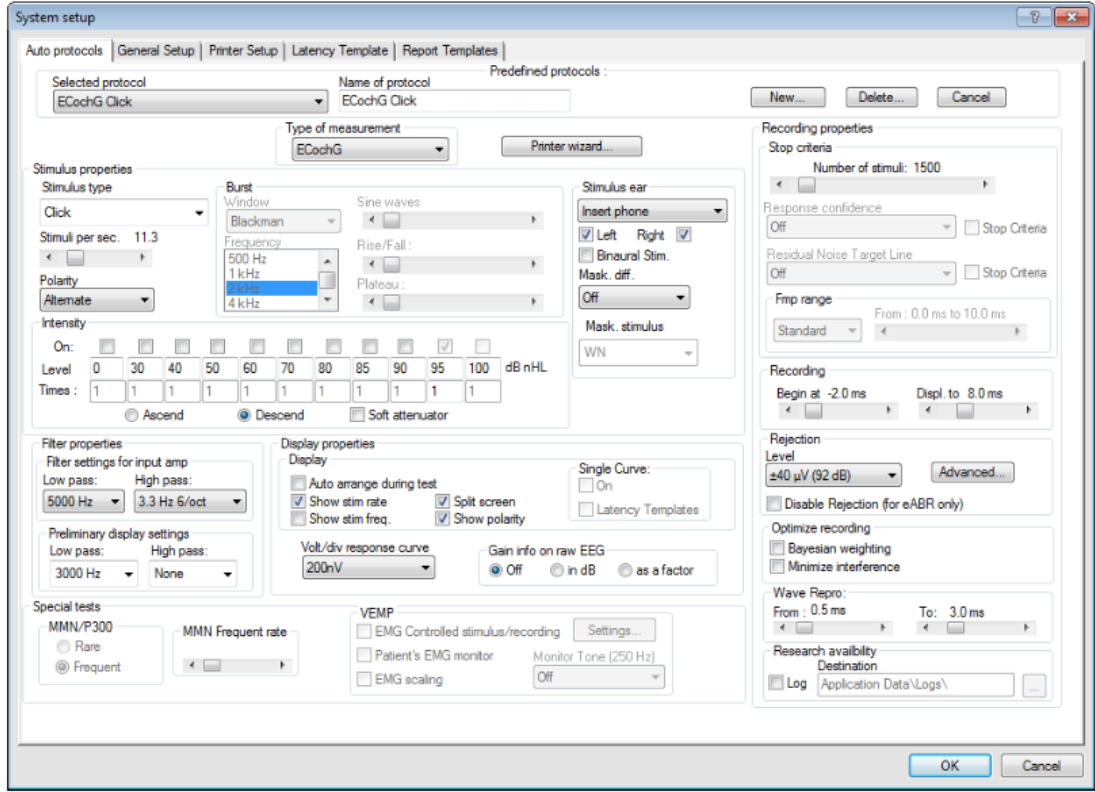 System setup
Auto protocols General Setup Printer Setup Latency Template Report Templates
Predefined protocols :
Selected protocol Name of protocol
ECochG Click ECochG Click New... Delete... Cancel
Type of measurement
ECochG Printer wizard...
Recording properties
Stop criteria
Number of stimuli: 1500
Response confidence
Off Stop Criteria
Residual Noise Target Line
Off Stop Criteria
Fmp range
From : 0.0 ms to 10.0 ms
Standard
Stimulus properties
Stimulus type
Click
Stimuli per sec. 11.3
Polarity
Alternate
Burst
Window
Blackman
Frequency
500 Hz
1 kHz
2 kHz
4 kHz
Sine waves
Rise/Fall :
Plateau :
Stimulus ear
Insert phone
Left Right
Binaural Stim.
Mask. diff.
Off
Mask. stimulus
WN
Intensity
On:
Level 0 30 40 50 60 70 80 85 90 95 100 dB nHL
Times : 1 1 1 1 1 1 1 1 1 1 1
Ascend Descend Soft attenuator
Recording
Begin at -2.0 ms Displ. to 8.0 ms
Rejection
Level
±40 µV (92 dB) Advanced...
Disable Rejection (for eABR only)
Filter properties
Filter settings for input amp
Low pass: High pass:
5000 Hz 3.3 Hz 6/oct
Preliminary display settings
Low pass: High pass:
3000 Hz None
Display properties
Display
Auto arrange during test
Show stim rate Split screen
Show stim freq. Show polarity
Single Curve:
On
Latency Templates
Volt/div response curve
200nV
Gain info on raw EEG
Off in dB as a factor
Optimize recording
Bayesian weighting
Minimize interference
Wave Repro:
From : 0.5 ms To: 3.0 ms
Special tests
MMN/P300
Rare
Frequent
MMN Frequent rate
VEMP
EMG Controlled stimulus/recording Settings...
Patient's EMG monitor Monitor Tone (250 Hz)
EMG scaling Off
Research availbility
Destination
Log Application Data\Logs\ ...
OK Cancel